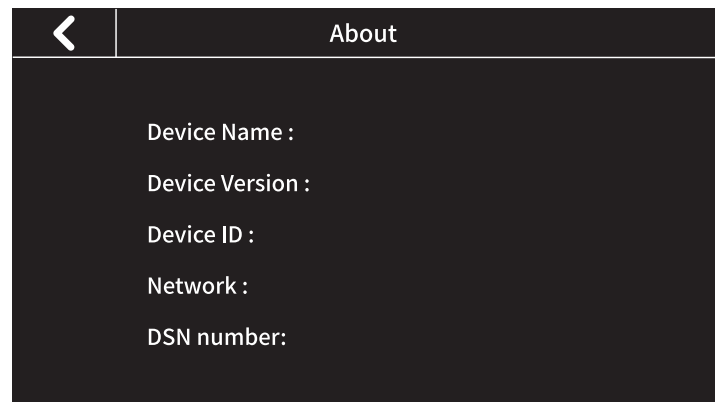 About
Device Name :
Device Version :
Device ID :
Network :
DSN number: